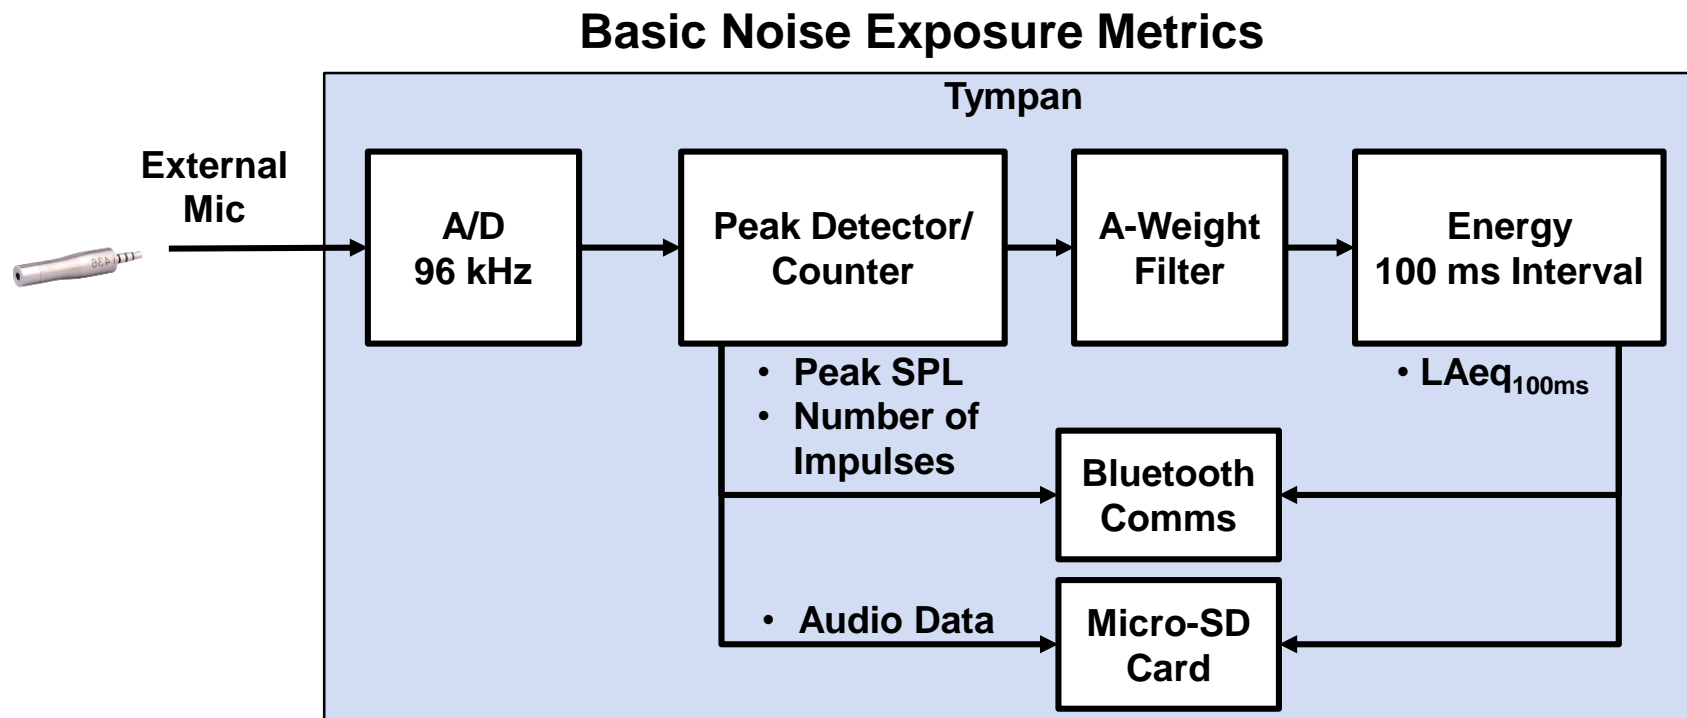 Basic Noise Exposure Metrics
Tympan
External
Mic
A/D
96 kHz
Peak Detector/
Counter
A-Weight
Filter
Energy
100 ms Interval
• Peak SPL
• Number of
Impulses
• LAeq100ms
Bluetooth
Comms
• Audio Data
Micro-SD
Card
436